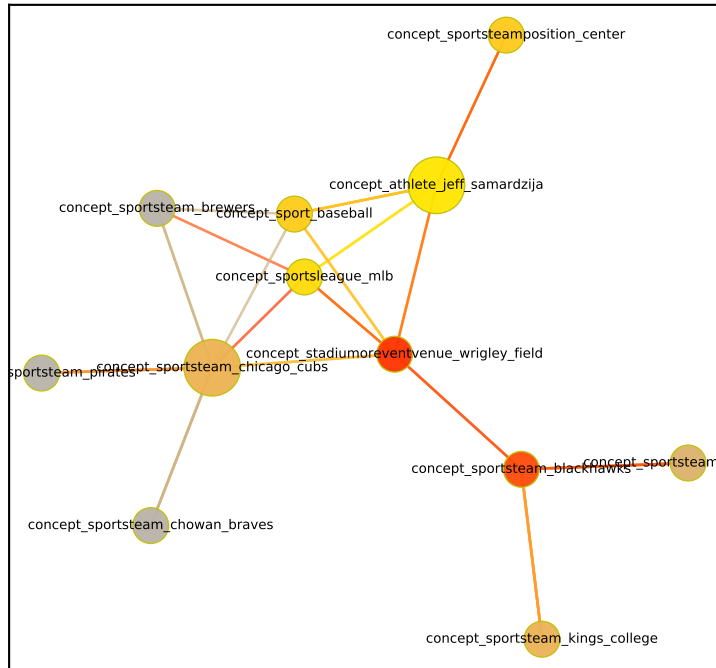 concept_sportsteamposition_center
concept_athlete_jeff_samardzija
concept_sportsteam_brewers
concept_sport_baseball
concept_sportsleague_mlb
concept_stadiumoreventvenue_wrigley_field
sportsteam_pirates
concept_sportsteam_chicago_cubs
concept_sportsteam
concept_sportsteam_blackhawks
concept_sportsteam_chowan_braves
concept_sportsteam_kings_college